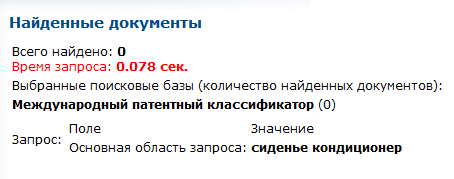 Найденные документы
Всего найдено: 0
Время запроса: 0.078 сек.
Выбранные поисковые базы (количество найденных документов):
Международный патентный классификатор (0)
Запрос:
Поле Значение
Основная область запроса: сиденье кондиционер